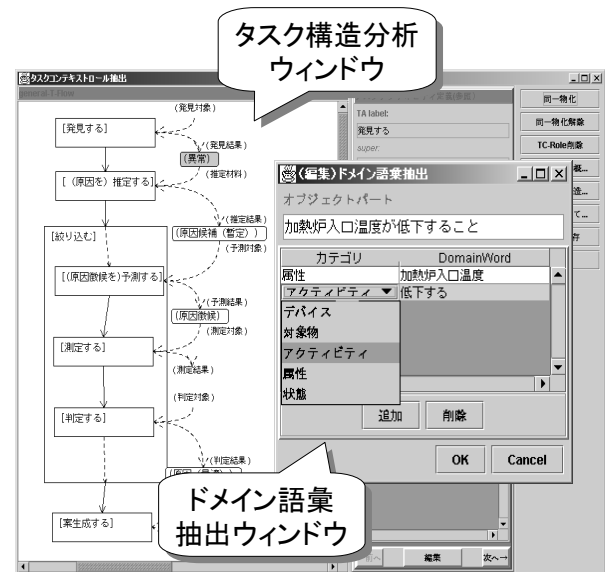 タスク構造分析
ウィンドウ
タスクコンテキストロール抽出
general T-Flow
(発見対象)
[発見する]
(発見結果)
(異常)
(推定材料)
[(原因を) 推定する]
(推定結果)
(原因候補 (暫定))
(予測対象)
[絞り込む]
[(原因徴候を)予測する]
(予測結果)
(原因徴候)
(測定対象)
[測定する]
(測定結果)
(判定対象)
[判定する]
(判定結果)
[案生成する]
TA label:
発見する
super:
同一物化
同一物化解除
TC-Role削除
〈編集〉ドメイン語彙抽出
オブジェクトパート
加熱炉入口温度が低下すること
カテゴリ DomainWord
属性 加熱炉入口温度
アクティビティ 低下する
デバイス
対象物
アクティビティ
属性
状態
追加 削除
OK Cancel
ドメイン語彙
抽出ウィンドウ
編集 次へ→